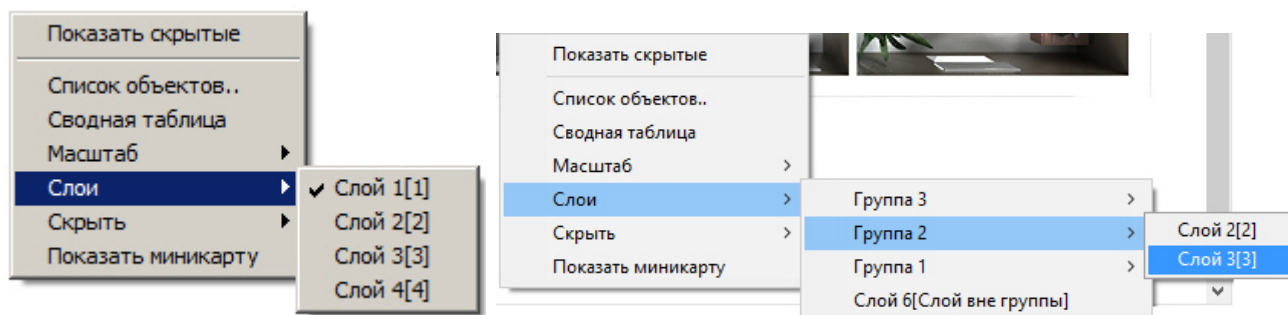 Показать скрытые
Список объектов..
Сводная таблица
Масштаб
Слои
Скрыть
Показать миникарту
Слой 1[1]
Слой 2[2]
Слой 3[3]
Слой 4[4]
Показать скрытые
Список объектов..
Сводная таблица
Масштаб
Слои
Скрыть
Показать миникарту
Группа 3
Группа 2
Группа 1
Слой 6[Слой вне группы]
Слой 2[2]
Слой 3[3]